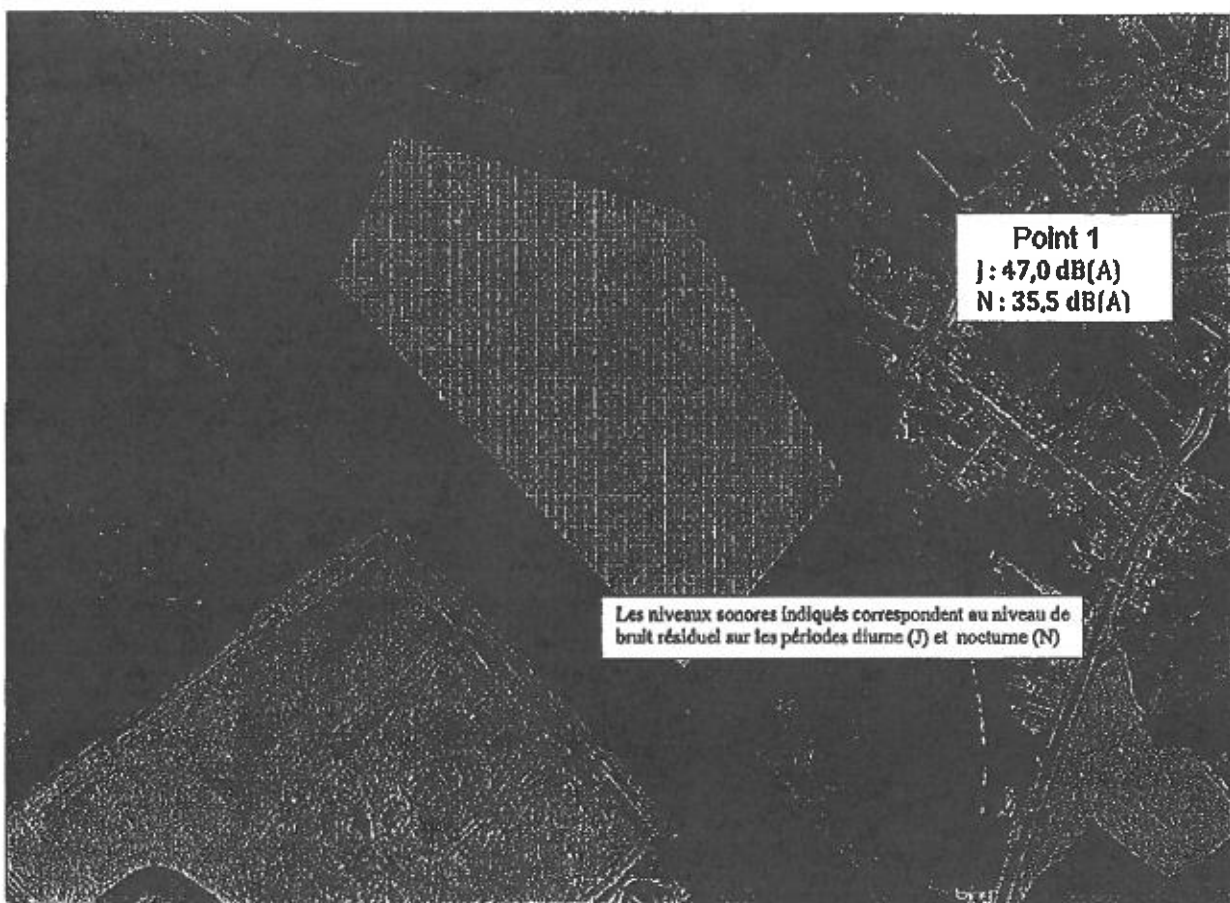 Point 1
J : 47,0 dB(A)
N : 35,5 dB(A)
Les niveaux sonores indiqués correspondent au niveau de
bruit résiduel sur les périodes diurne (J) et nocturne (N)